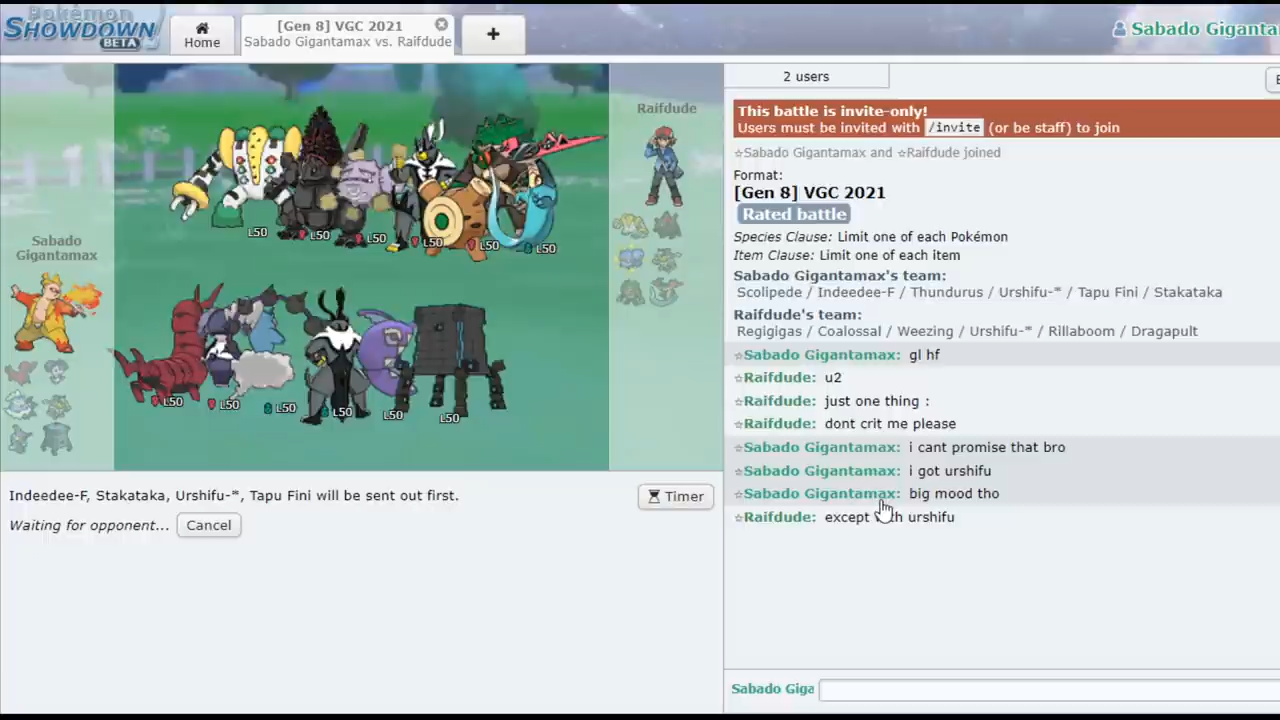 Pokémon
SHOWDOWN
BETA
Home
[Gen 8] VGC 2021
Sabado Gigantamax vs. Raifdude
+
Sabado Giganta
2 users
This battle is invite-only!
Users must be invited with /invite (or be staff) to join
☆Sabado Gigantamax and ☆Raifdude joined
Format:
[Gen 8] VGC 2021
Rated battle
Species Clause: Limit one of each Pokémon
Item Clause: Limit one of each item
Sabado Gigantamax's team:
Scolipede / Indeedee-F / Thundurus / Urshifu-* / Tapu Fini / Stakataka
Raifdude's team:
Regigigas / Coalossal / Weezing / Urshifu-* / Rillaboom / Dragapult
☆Sabado Gigantamax: gl hf
☆Raifdude: u2
☆Raifdude: just one thing :
☆Raifdude: dont crit me please
☆Sabado Gigantamax: i cant promise that bro
☆Sabado Gigantamax: i got urshifu
☆Sabado Gigantamax: big mood tho
☆Raifdude: except urshifu
Sabado Giga
Raifdude
Sabado
Gigantamax
L50
L50
L50
L50
L50
L50
L50
L50
L50
L50
L50
L50
Indeedee-F, Stakataka, Urshifu-*, Tapu Fini will be sent out first.
Timer
Waiting for opponent... Cancel